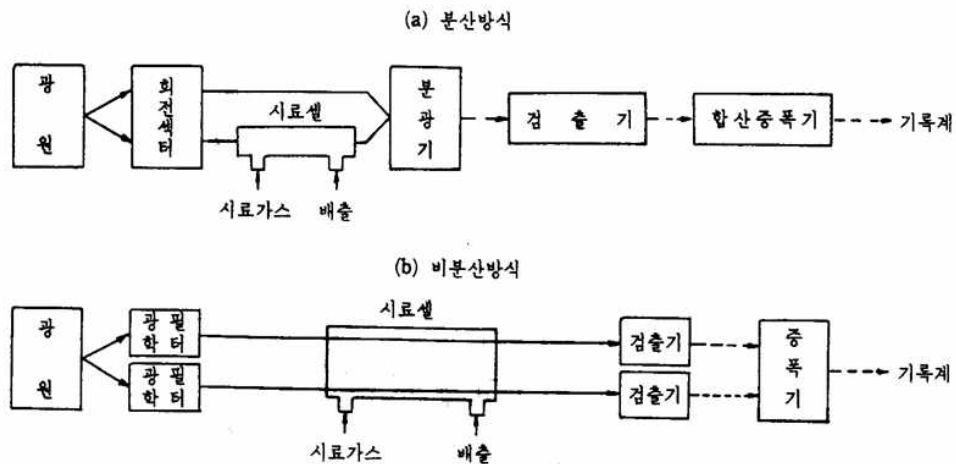 (a) 분산방식
광원
회전섹터
시료셀
분광기
검출기
합산증폭기
기록계
시료가스
배출
(b) 비분산방식
광원
광학필터
광학필터
시료셀
검출기
검출기
증폭기
기록계
시료가스
배출